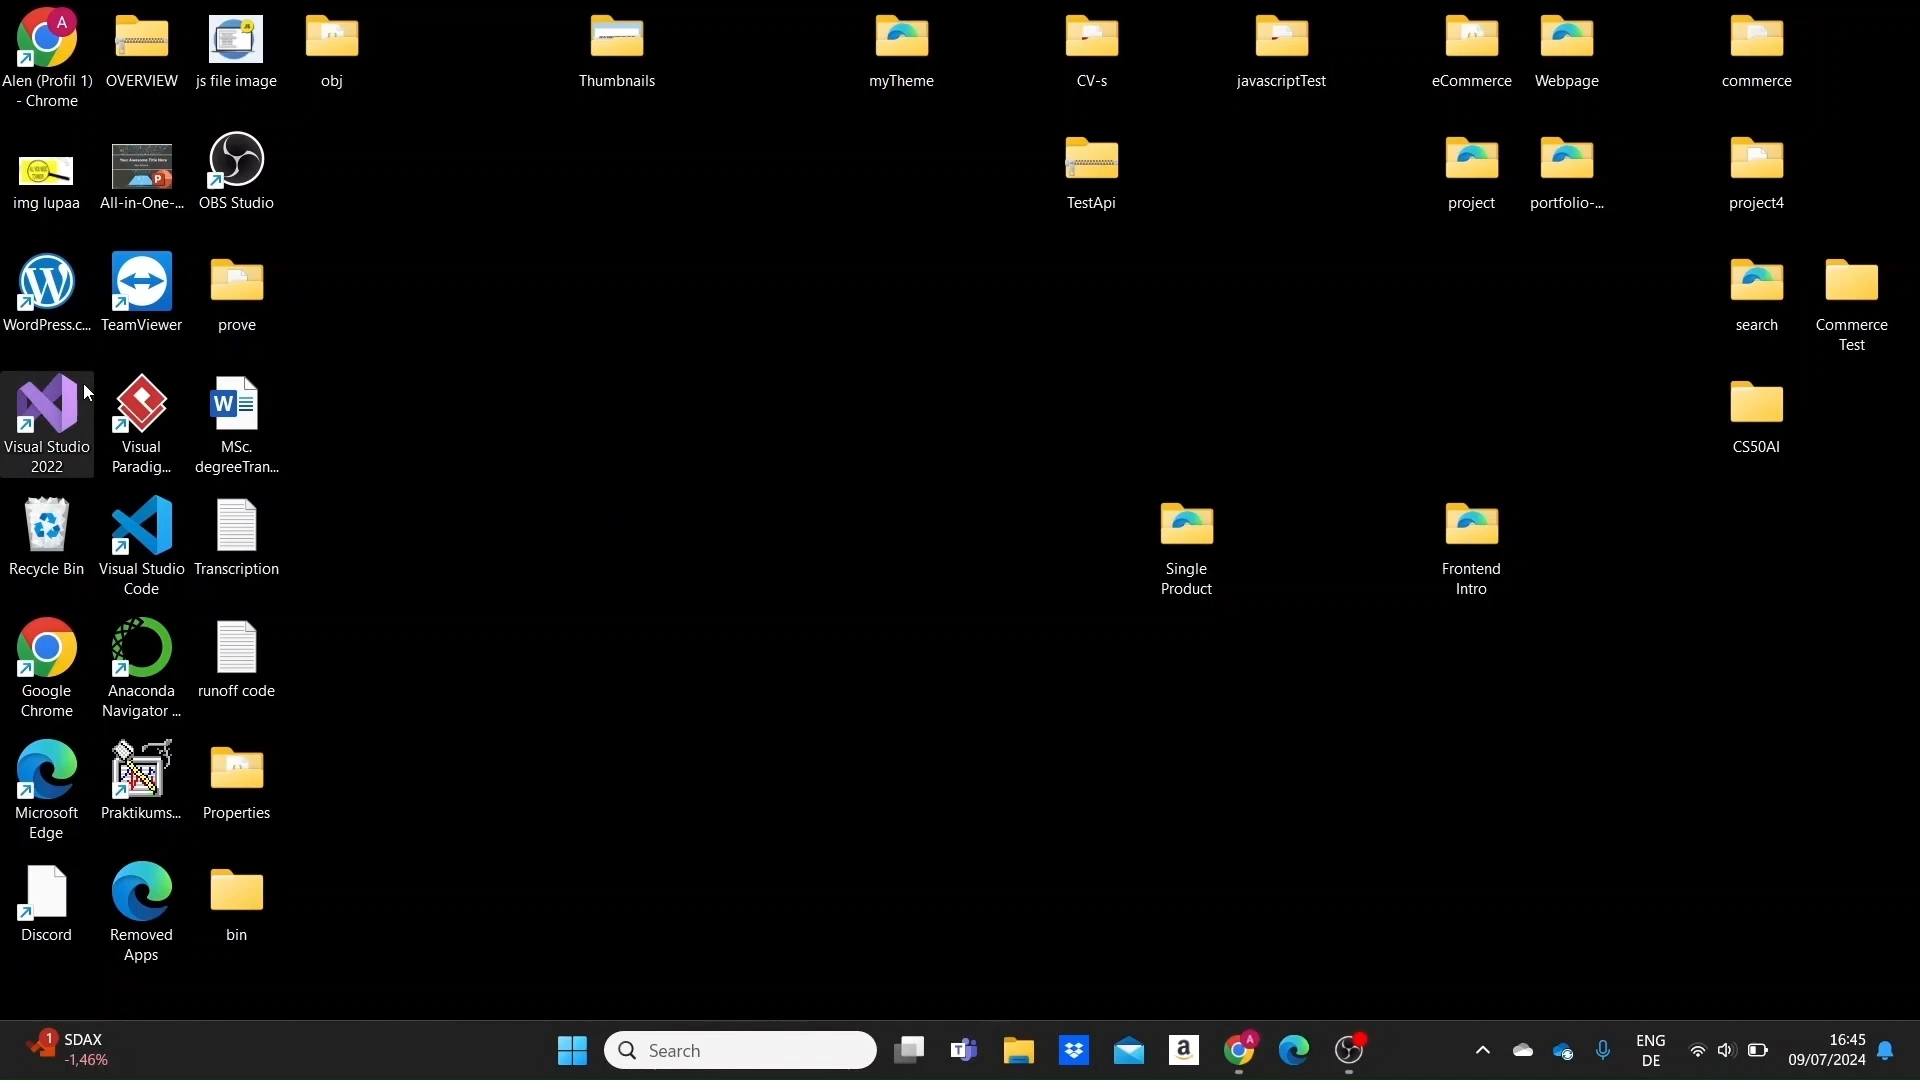 Alen (Profil 1)
- Chrome
OVERVIEW
js file image
obj
Thumbnails
myTheme
CV-s
javascriptTest
eCommerce
Webpage
commerce
img lupaa
All-in-One-...
OBS Studio
TestApi
project
portfolio-...
project4
WordPress.c...
TeamViewer
prove
search
Commerce
Test
Visual Studio
2022
Visual
Paradig...
MSc.
degreeTran...
CS50AI
Recycle Bin
Visual Studio
Code
Transcription
Single
Product
Frontend
Intro
Google
Chrome
Anaconda
Navigator ...
runoff code
Microsoft
Edge
Praktikums...
Properties
Discord
Removed
Apps
bin
1
SDAX
-1,46%
Search
ENG
DE
16:45
09/07/2024